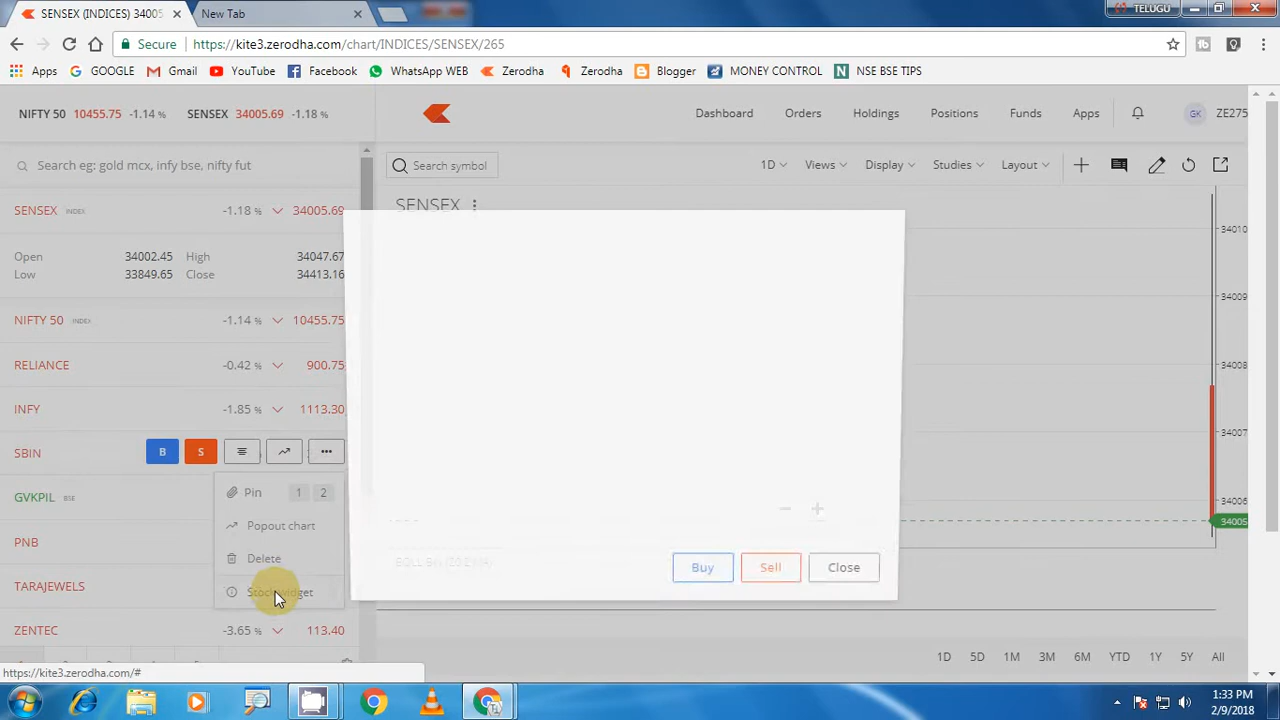 SENSEX (INDICES) 34005
New Tab
TELUGU
Secure https://kite3.zerodha.com/chart/INDICES/SENSEX/265
Apps GOOGLE Gmail YouTube Facebook WhatsApp WEB Zerodha Zerodha Blogger MONEY CONTROL NSE BSE TIPS
NIFTY 50 10455.75 -1.14 % SENSEX 34005.69 -1.18 %
Dashboard Orders Holdings Positions Funds Apps GK ZE275
Search eg: gold mcx, infy bse, nifty fut
Search symbol 1D Views Display Studies Layout
SENSEX INDEX -1.18 % 34005.69
SENSEX
Open 34002.45 High 34047.67
Low 33849.65 Close 34413.16
NIFTY 50 INDEX -1.14 % 10455.75
RELIANCE -0.42 % 900.75
INFY -1.85 % 1113.30
SBIN B S
GVKPIL BSE
Pin 1 2
Popout chart
PNB
Delete
TARAJEWELS
Stock widget
ZENTEC -3.65 % 113.40
Buy Sell Close
34010
34009
34008
34007
34006
34005
1D 5D 1M 3M 6M YTD 1Y 5Y All
https://kite3.zerodha.com/#
1:33 PM
2/9/2018